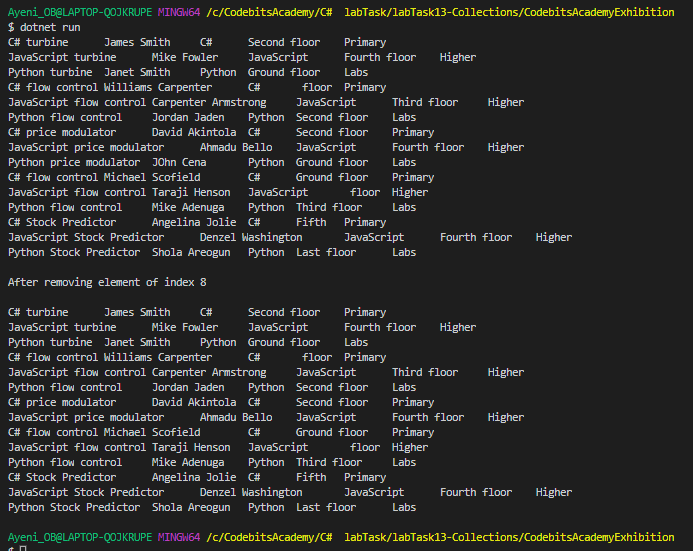 Ayeni_OB@LAPTOP-QOJKRUPE MINGW64 /c/CodebitsAcademy/C#  labTask/labTask13-Collections/CodebitsAcademyExhibition
$ dotnet run
C# turbine      James Smith     C#      Second floor    Primary
JavaScript turbine      Mike Fowler     JavaScript      Fourth floor    Higher
Python turbine  Janet Smith     Python  Ground floor    Labs
C# flow control Williams Carpenter      C#       floor  Primary
JavaScript flow control Carpenter Armstrong     JavaScript      Third floor     Higher
Python flow control     Jordan Jaden    Python  Second floor    Labs
C# price modulator      David Akintola  C#      Second floor    Primary
JavaScript price modulator      Ahmadu Bello    JavaScript      Fourth floor    Higher
Python price modulator  JOhn Cena       Python  Ground floor    Labs
C# flow control Michael Scofield        C#      Ground floor    Primary
JavaScript flow control Taraji Henson   JavaScript       floor  Higher
Python flow control     Mike Adenuga    Python  Third floor     Labs
C# Stock Predictor      Angelina Jolie  C#      Fifth   Primary
JavaScript Stock Predictor      Denzel Washington       JavaScript      Fourth floor    Higher
Python Stock Predictor  Shola Areogun   Python  Last floor      Labs

After removing element of index 8

C# turbine      James Smith     C#      Second floor    Primary
JavaScript turbine      Mike Fowler     JavaScript      Fourth floor    Higher
Python turbine  Janet Smith     Python  Ground floor    Labs
C# flow control Williams Carpenter      C#       floor  Primary
JavaScript flow control Carpenter Armstrong     JavaScript      Third floor     Higher
Python flow control     Jordan Jaden    Python  Second floor    Labs
C# price modulator      David Akintola  C#      Second floor    Primary
JavaScript price modulator      Ahmadu Bello    JavaScript      Fourth floor    Higher
C# flow control Michael Scofield        C#      Ground floor    Primary
JavaScript flow control Taraji Henson   JavaScript       floor  Higher
Python flow control     Mike Adenuga    Python  Third floor     Labs
C# Stock Predictor      Angelina Jolie  C#      Fifth   Primary
JavaScript Stock Predictor      Denzel Washington       JavaScript      Fourth floor    Higher
Python Stock Predictor  Shola Areogun   Python  Last floor      Labs

Ayeni_OB@LAPTOP-QOJKRUPE MINGW64 /c/CodebitsAcademy/C#  labTask/labTask13-Collections/CodebitsAcademyExhibition
$